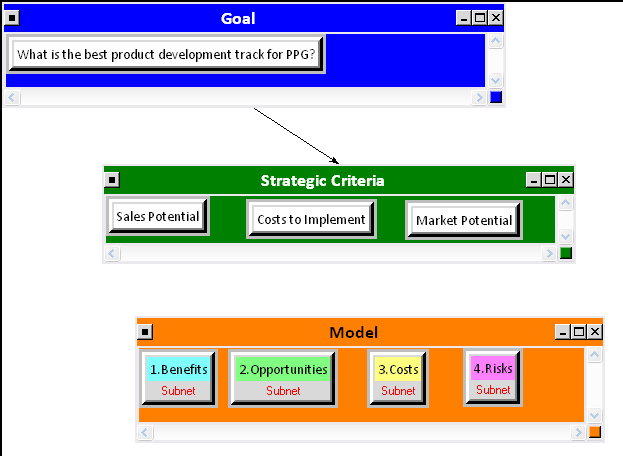 Goal
What is the best product development track for PPG?
Strategic Criteria
Sales Potential
Costs to Implement
Market Potential
Model
1.Benefits
Subnet
2.Opportunities
Subnet
3.Costs
Subnet
4.Risks
Subnet